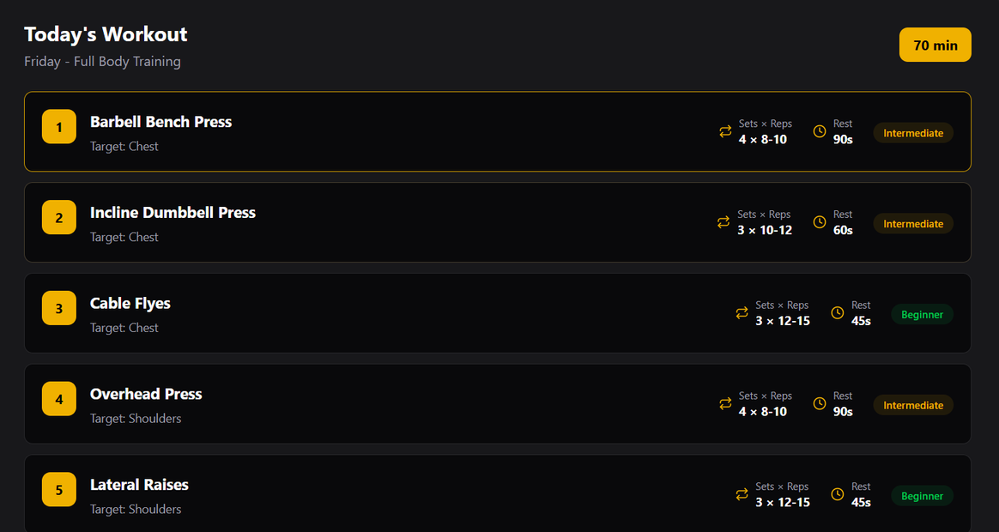 Today's Workout
Friday - Full Body Training
70 min
1
Barbell Bench Press
Target: Chest
Sets × Reps
4 × 8-10
Rest
90s
Intermediate
2
Incline Dumbbell Press
Target: Chest
Sets × Reps
3 × 10-12
Rest
60s
Intermediate
3
Cable Flyes
Target: Chest
Sets × Reps
3 × 12-15
Rest
45s
Beginner
4
Overhead Press
Target: Shoulders
Sets × Reps
4 × 8-10
Rest
90s
Intermediate
5
Lateral Raises
Target: Shoulders
Sets × Reps
3 × 12-15
Rest
45s
Beginner